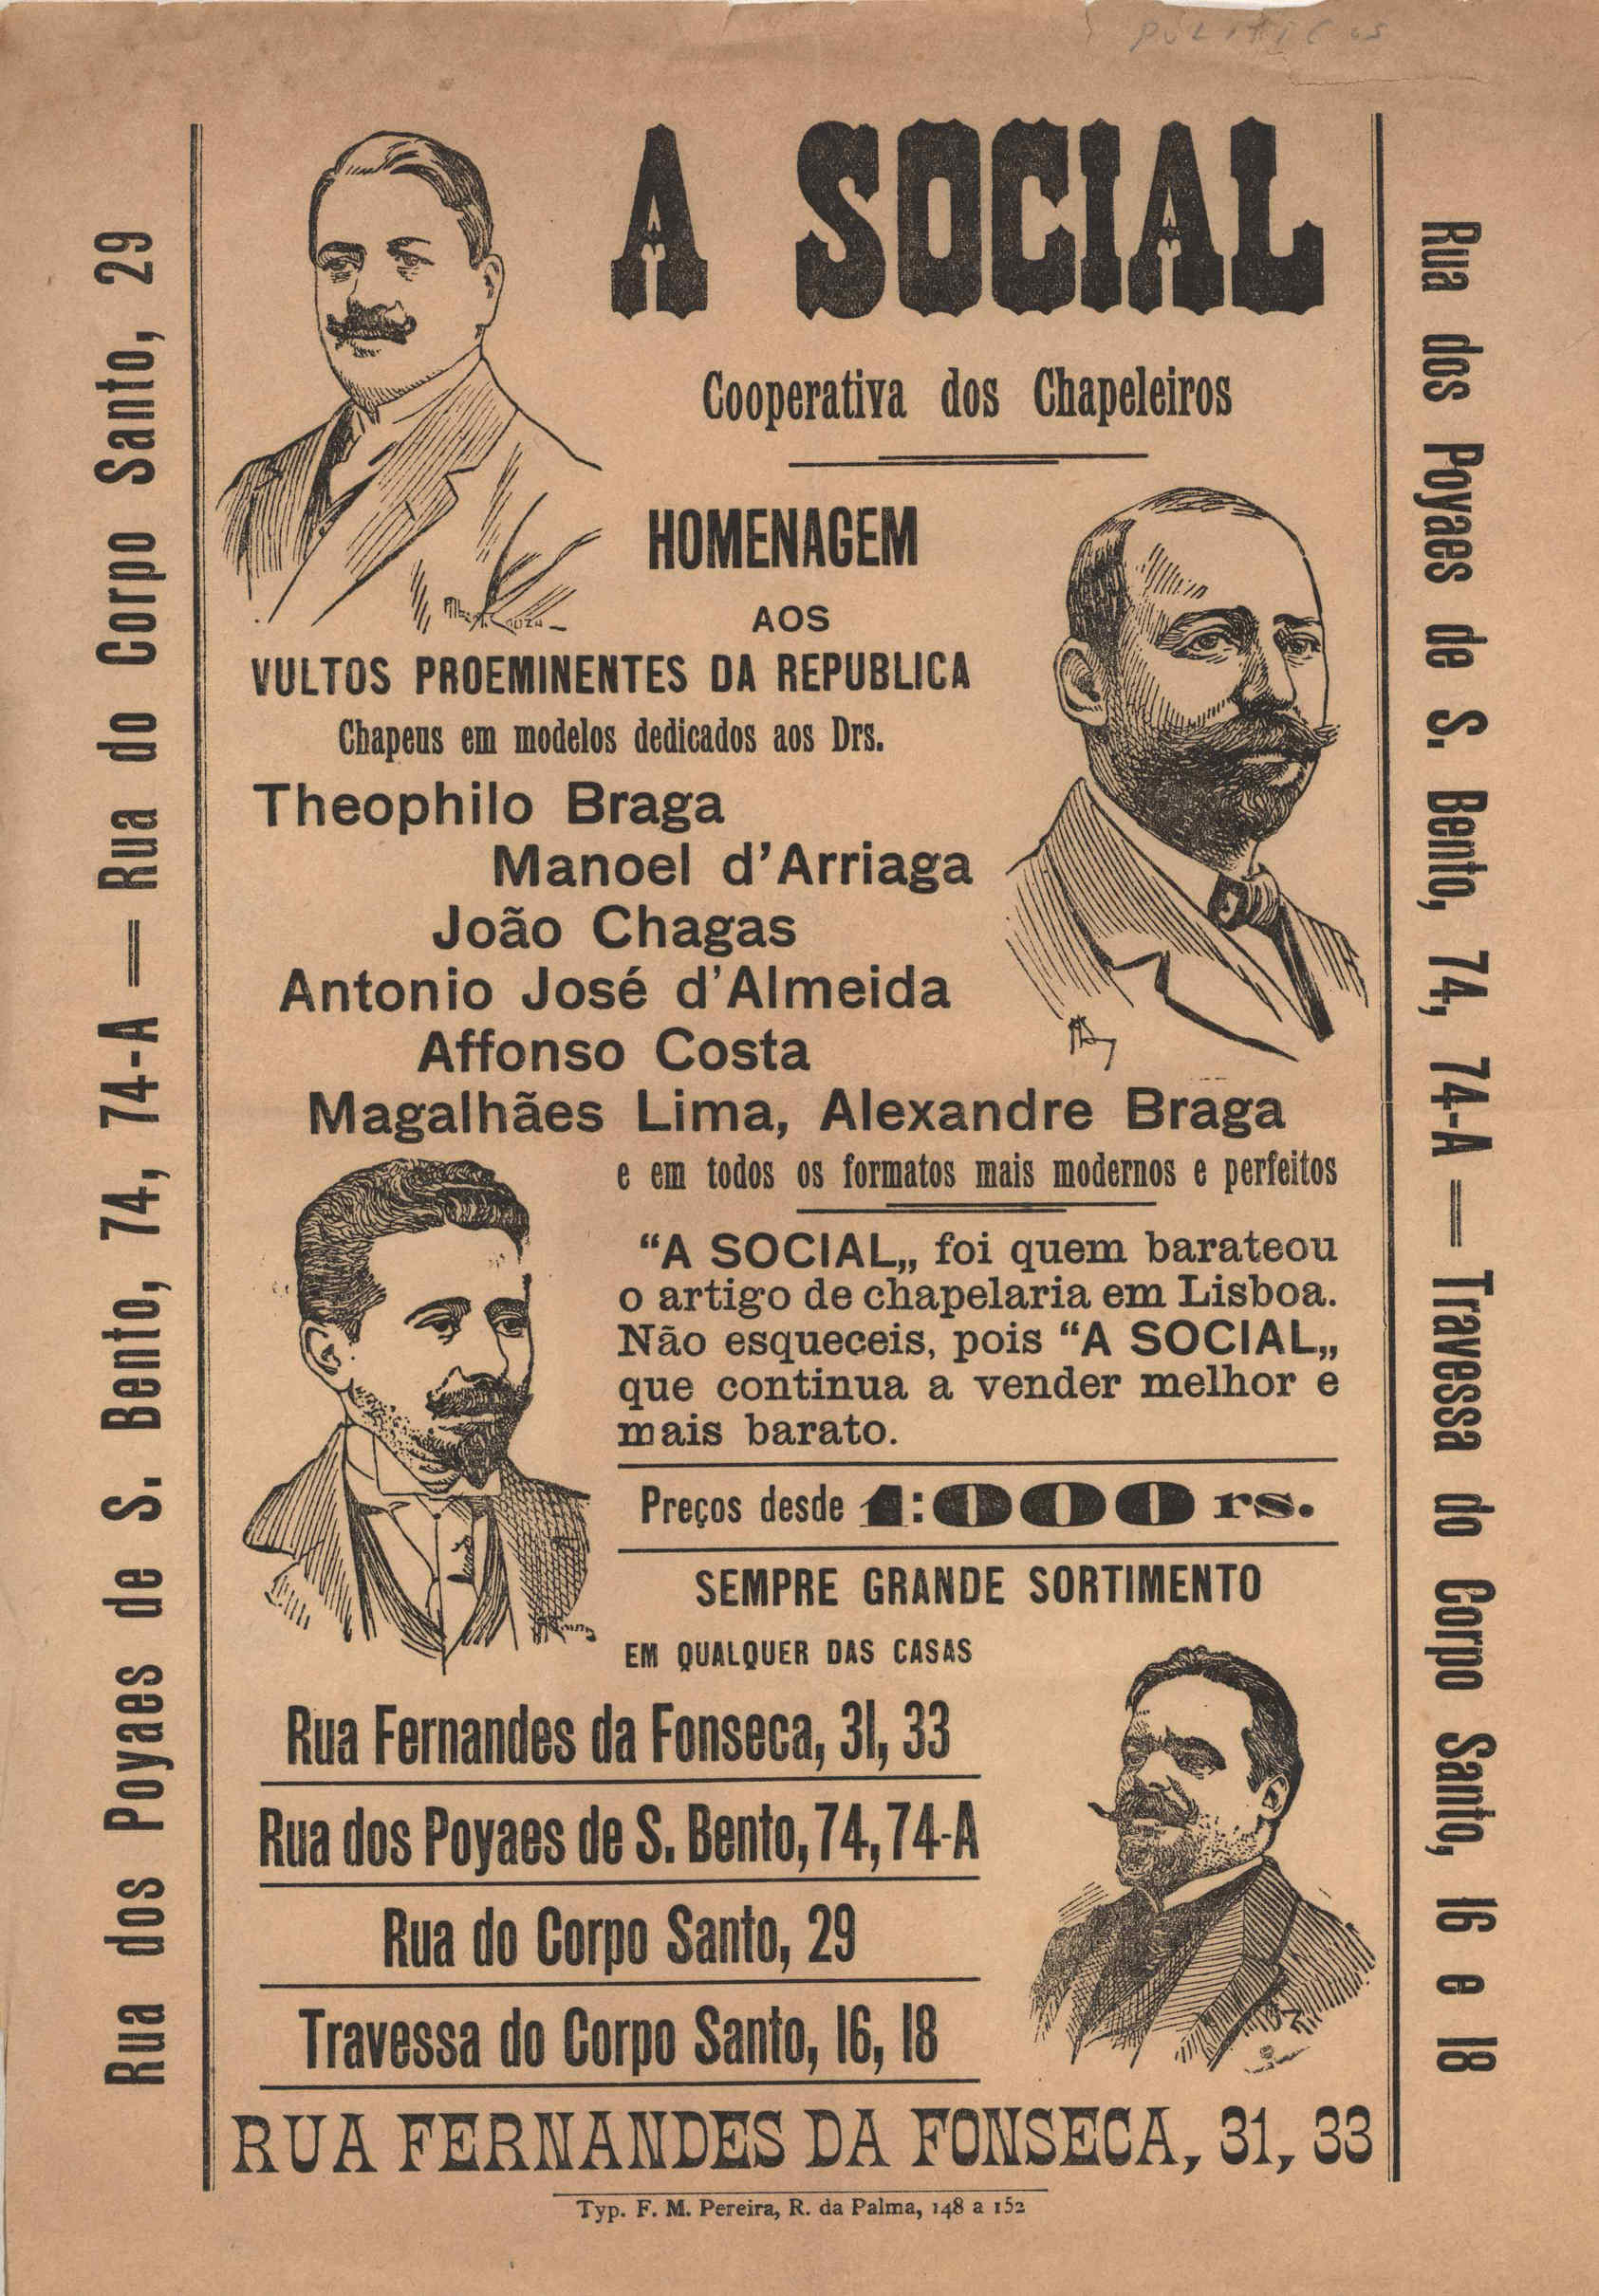 POLITICOS
A SOCIAL
Cooperativa dos Chapeleiros
HOMENAGEM
AOS
VULTOS PROEMINENTES DA REPUBLICA
Chapeus em modelos dedicados aos Drs.
Theophilo Braga
Manoel d'Arriaga
João Chagas
Antonio José d'Almeida
Affonso Costa
Magalhães Lima, Alexandre Braga
e em todos os formatos mais modernos e perfeitos
“A SOCIAL„ foi quem barateou
o artigo de chapelaria em Lisboa.
Não esqueceis, pois “A SOCIAL„
que continua a vender melhor e
mais barato.
Preços desde 1:000 rs.
SEMPRE GRANDE SORTIMENTO
EM QUALQUER DAS CASAS
Rua Fernandes da Fonseca, 31, 33
Rua dos Poyaes de S. Bento, 74, 74-A
Rua do Corpo Santo, 29
Travessa do Corpo Santo, 16, 18
RUA FERNANDES DA FONSECA, 31, 33
Typ. F. M. Pereira, R. da Palma, 148 a 152
Rua dos Poyaes de S. Bento, 74, 74-A = Rua do Corpo Santo, 29
Rua dos Poyaes de S. Bento, 74, 74-A = Travessa do Corpo Santo, 16 e 18